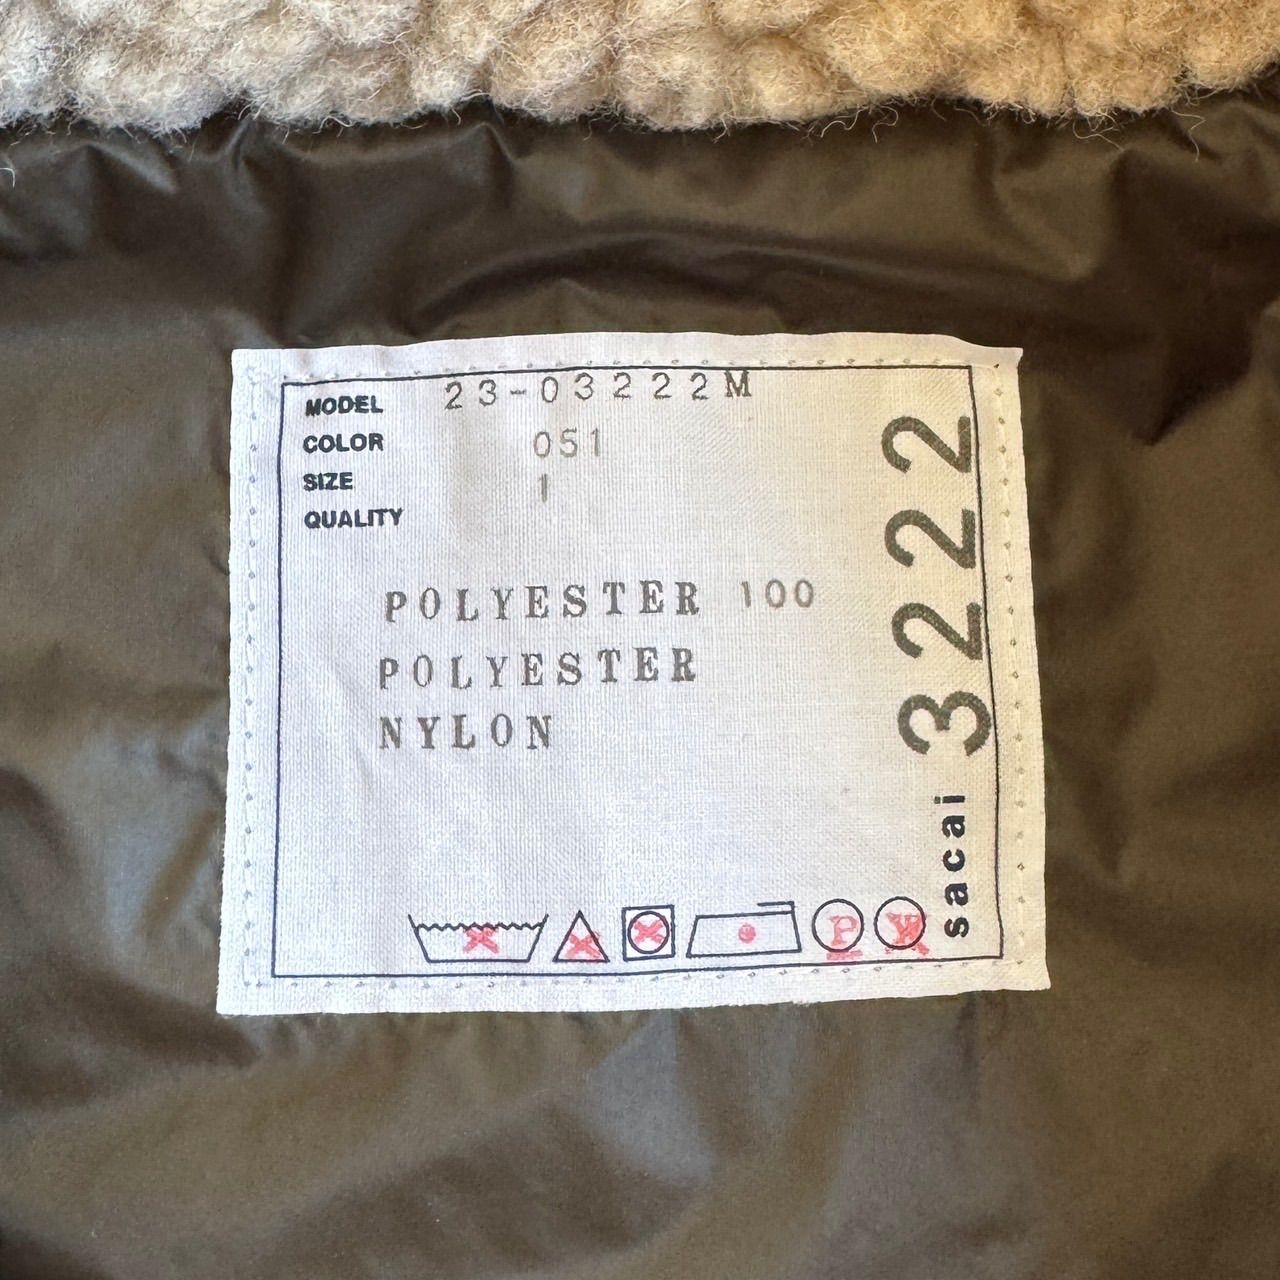 MODEL 23-03222M
COLOR 051
SIZE 1
QUALITY
POLYESTER 100
POLYESTER
NYLON
P W
sacai 3222